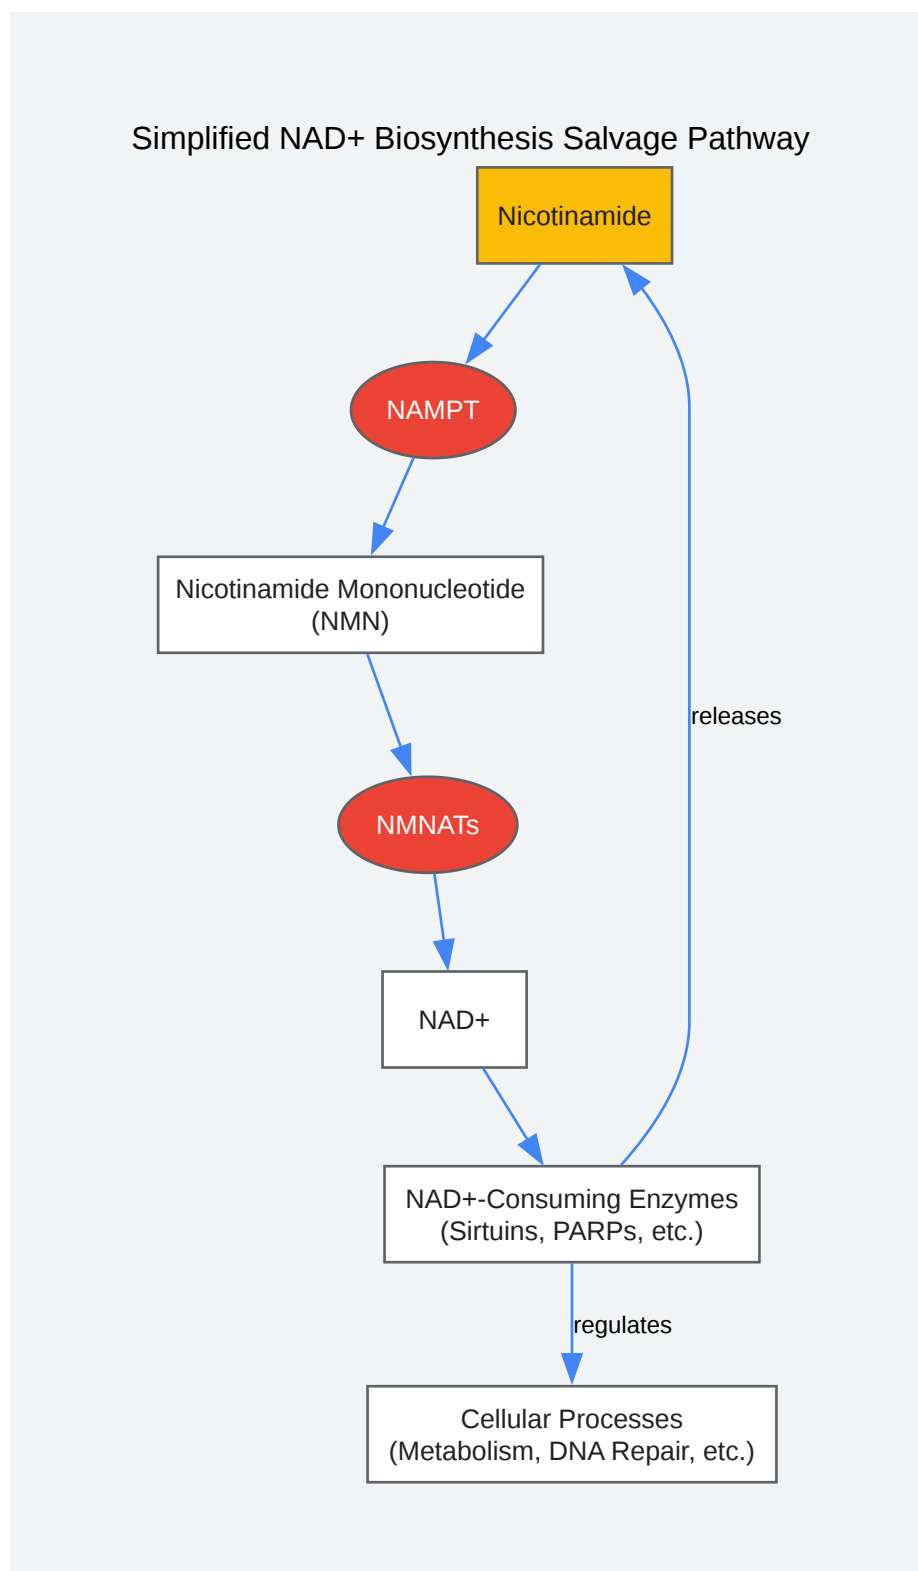 Simplified NAD+ Biosynthesis Salvage Pathway
Nicotinamide
NAMPT
Nicotinamide Mononucleotide
(NMN)
releases
NMNATs
NAD+
NAD+-Consuming Enzymes
(Sirtuins, PARPs, etc.)
regulates
Cellular Processes
(Metabolism, DNA Repair, etc.)